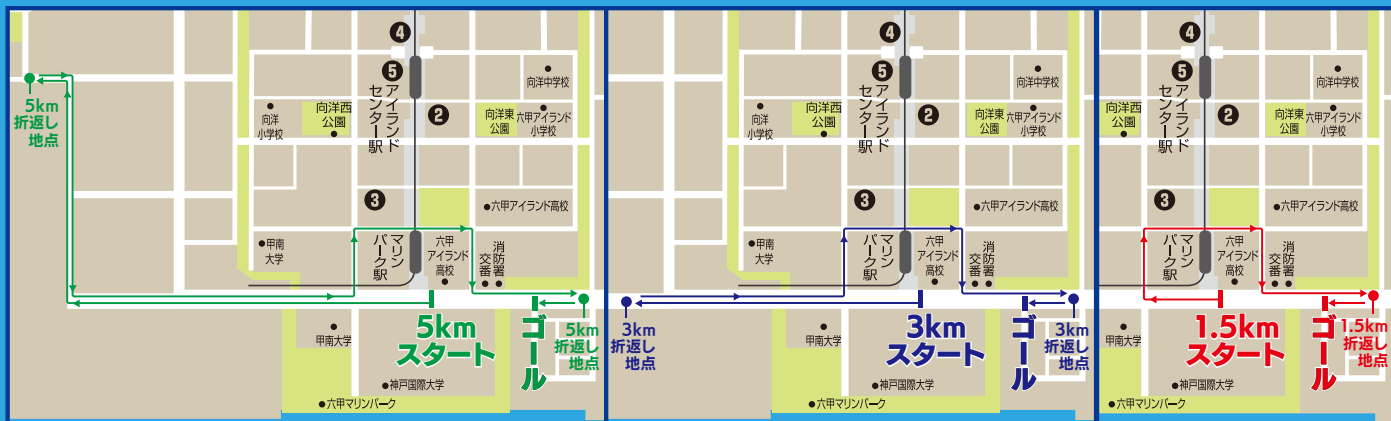 4
5
アイランド
センター駅
2
向洋中学校
向洋
小学校
向洋西
公園
向洋東
公園
六甲アイランド
小学校
3
六甲アイランド高校
甲南
大学
マリン
パーク駅
六甲
アイランド
高校
交番
消防署
5km
折返し
地点
5km
スタート
ゴール
5km
折返し
地点
甲南大学
神戸国際大学
六甲マリンパーク
4
5
アイランド
センター駅
2
向洋中学校
向洋
小学校
向洋西
公園
向洋東
公園
六甲アイランド
小学校
3
六甲アイランド高校
甲南
大学
マリン
パーク駅
六甲
アイランド
高校
交番
消防署
3km
折返し
地点
3km
スタート
ゴール
3km
折返し
地点
甲南大学
神戸国際大学
六甲マリンパーク
4
5
アイランド
センター駅
2
向洋中学校
向洋西
公園
向洋東
公園
六甲アイランド
小学校
3
六甲アイランド高校
マリン
パーク駅
六甲
アイランド
高校
交番
消防署
1.5km
スタート
ゴール
1.5km
折返し
地点
甲南大学
神戸国際大学
六甲マリンパーク